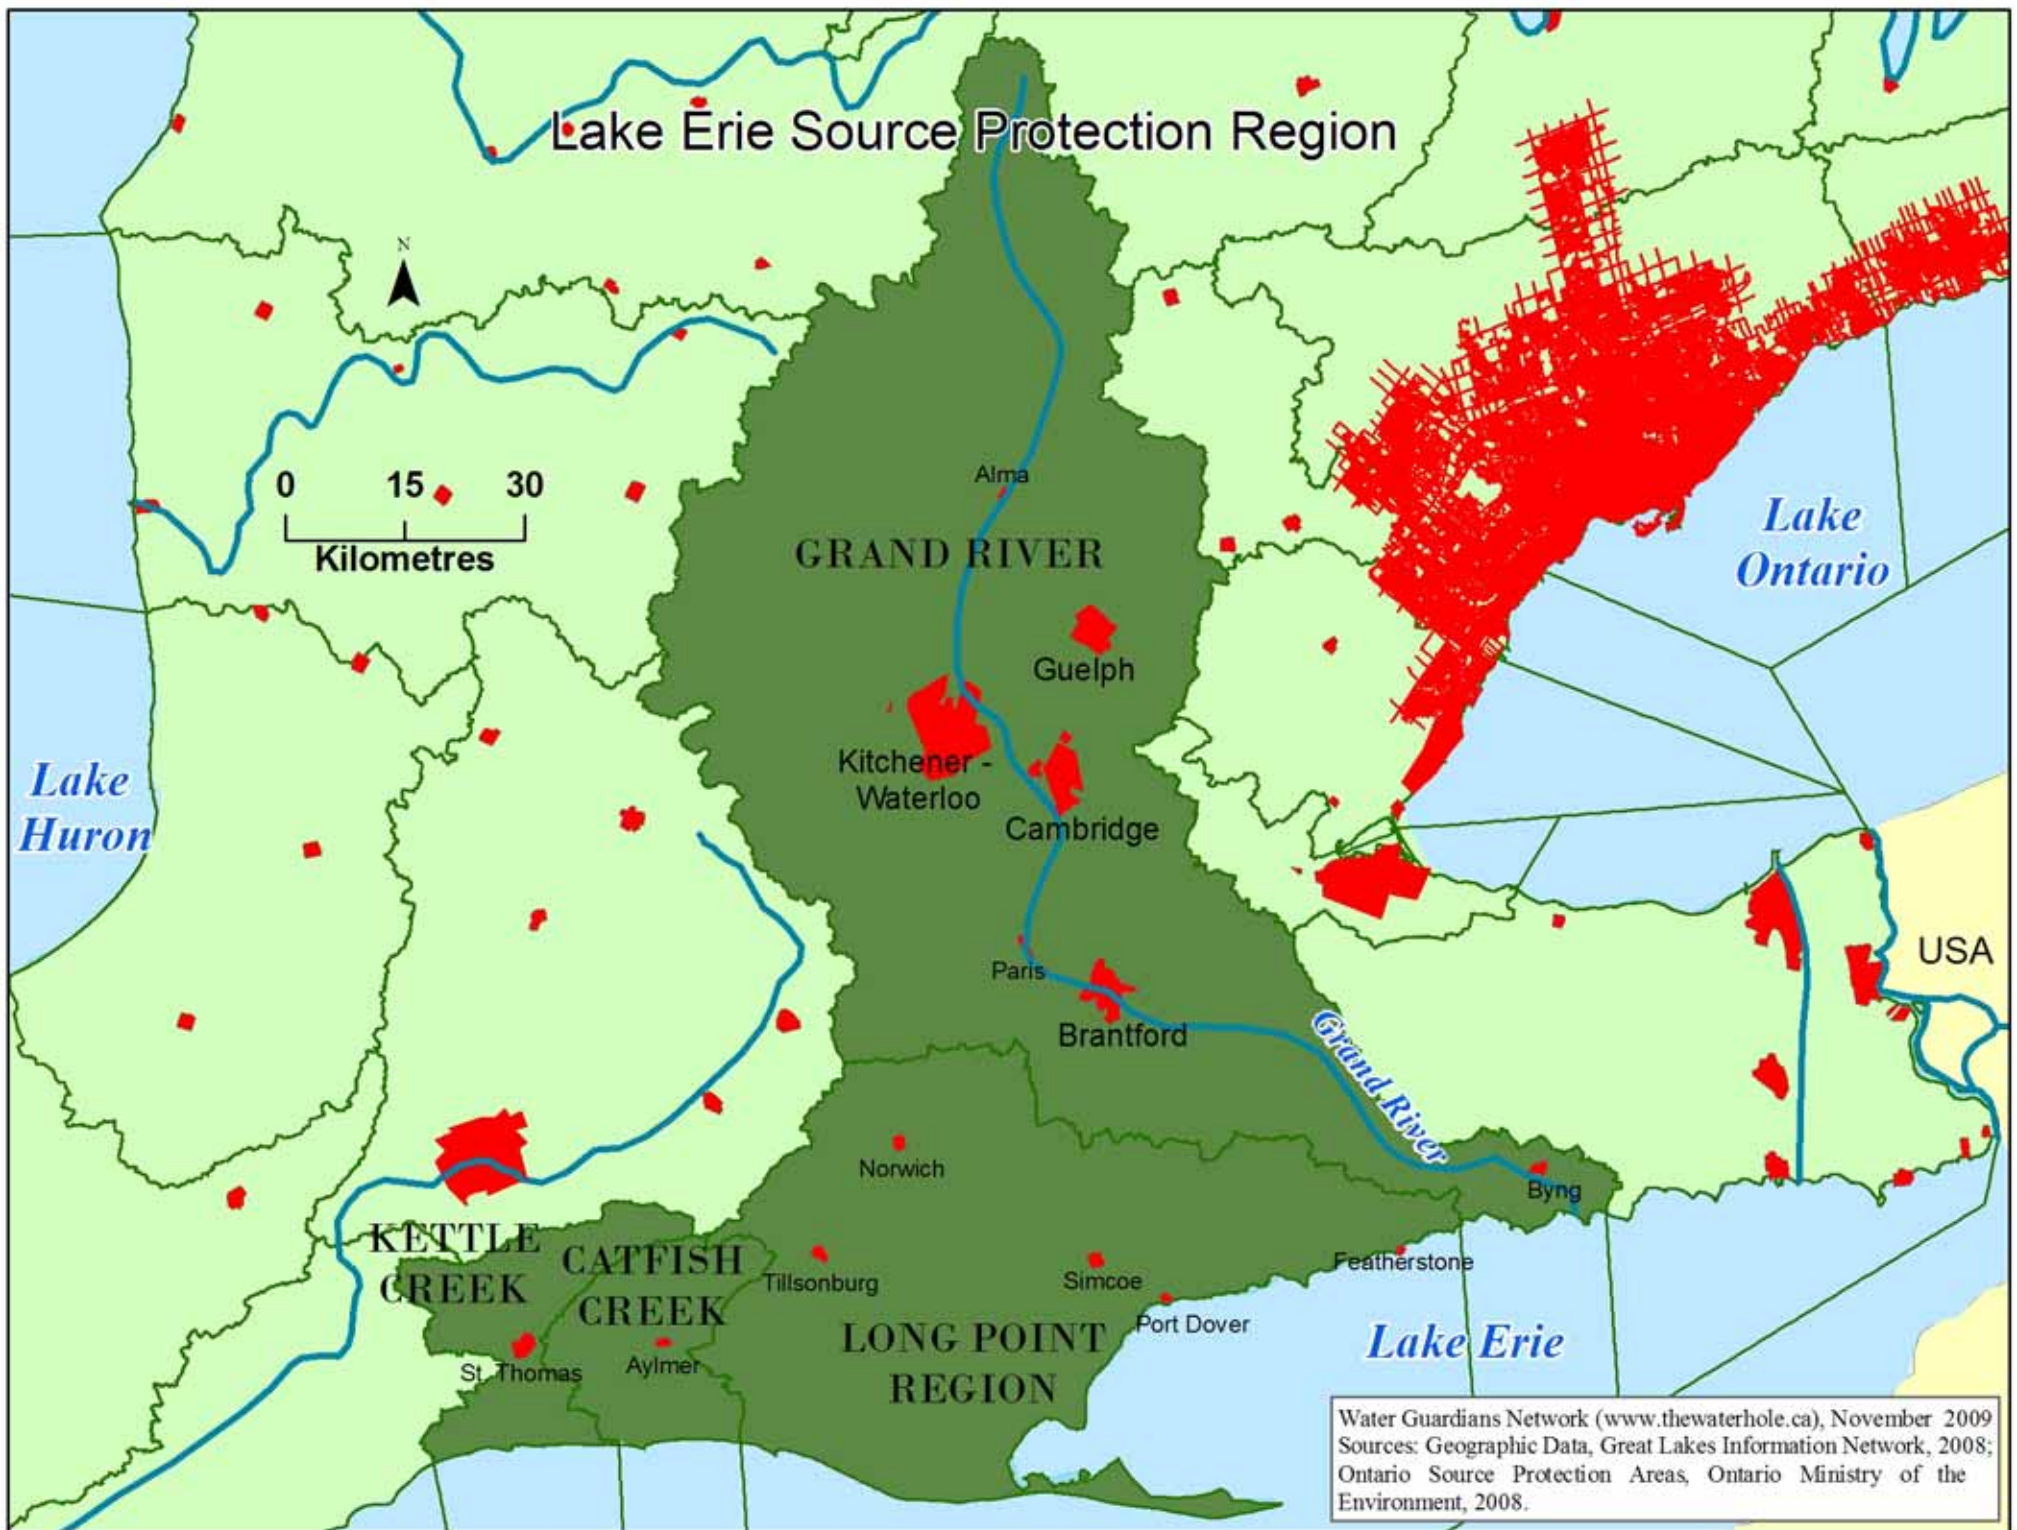 Lake Erie Source Protection Region
N
0 15 30
Kilometres
Alma
GRAND RIVER
Lake
Ontario
Guelph
Kitchener -
Waterloo
Cambridge
Lake
Huron
USA
Paris
Brantford
Grand River
Norwich
Byng
KETTLE
CREEK
CATFISH
CREEK
Tillsonburg
Simcoe
Featherstone
Port Dover
LONG POINT
REGION
Lake Erie
St. Thomas
Aylmer
Water Guardians Network (www.thewaterhole.ca), November 2009
Sources: Geographic Data, Great Lakes Information Network, 2008;
Ontario Source Protection Areas, Ontario Ministry of the
Environment, 2008.